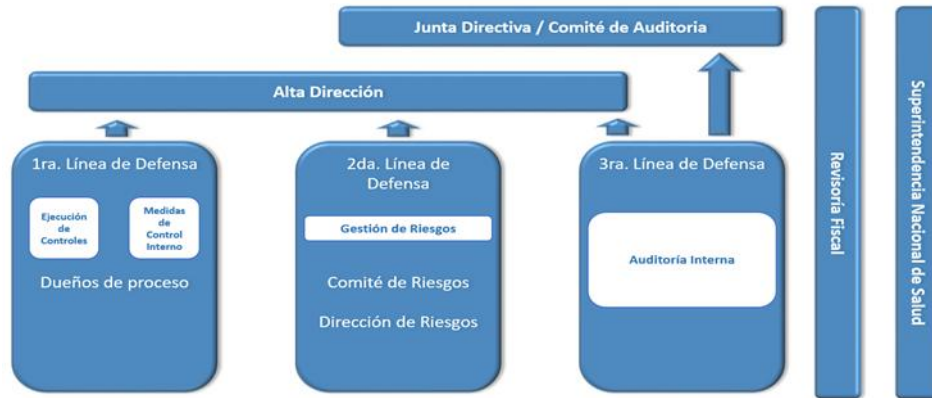 Junta Directiva / Comité de Auditoria
Alta Dirección
1ra. Línea de Defensa
Ejecución
de
Controles
Medidas
de
Control
Interno
Dueños de proceso
2da. Línea de
Defensa
Gestión de Riesgos
Comité de Riesgos
Dirección de Riesgos
3ra. Línea de Defensa
Auditoría Interna
Revisoría Fiscal
Superintendencia Nacional de Salud